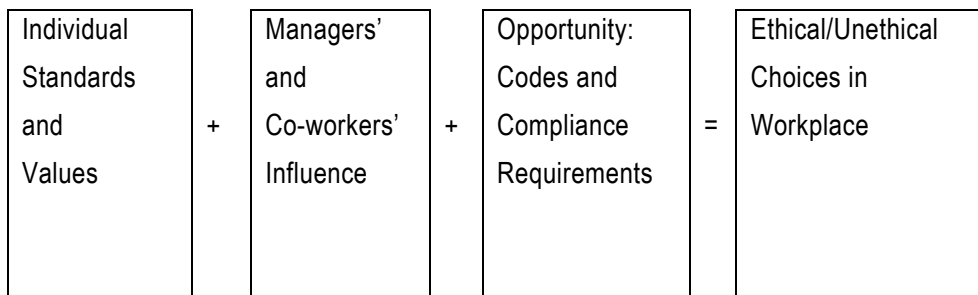 Individual
Standards
and
Values
+
Managers’
and
Co-workers’
Influence
+
Opportunity:
Codes and
Compliance
Requirements
=
Ethical/Unethical
Choices in
Workplace